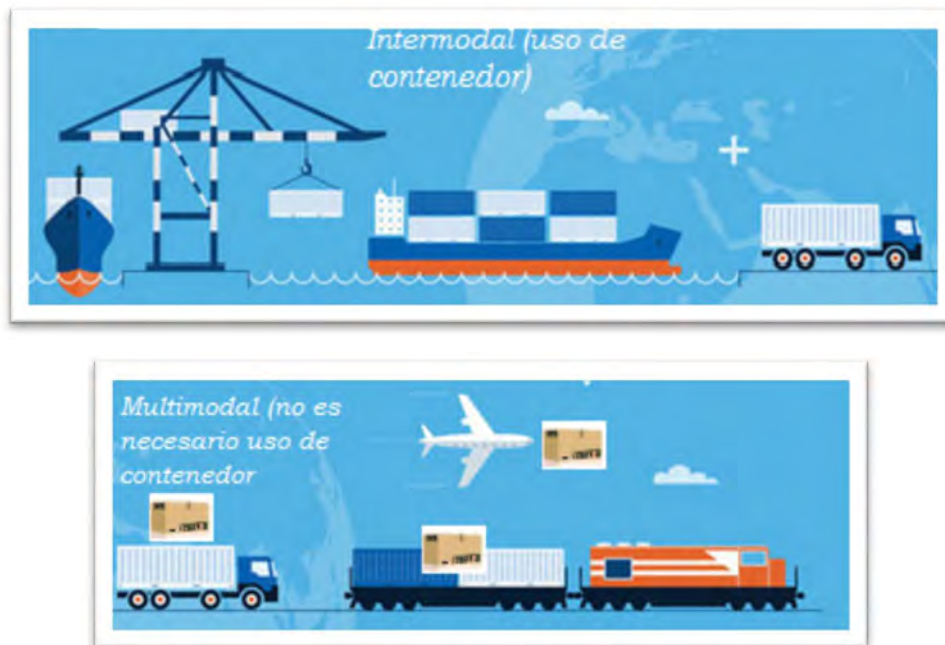 Intermodal (uso de
contenedor)
Multimodal (no es
necesario uso de
contenedor